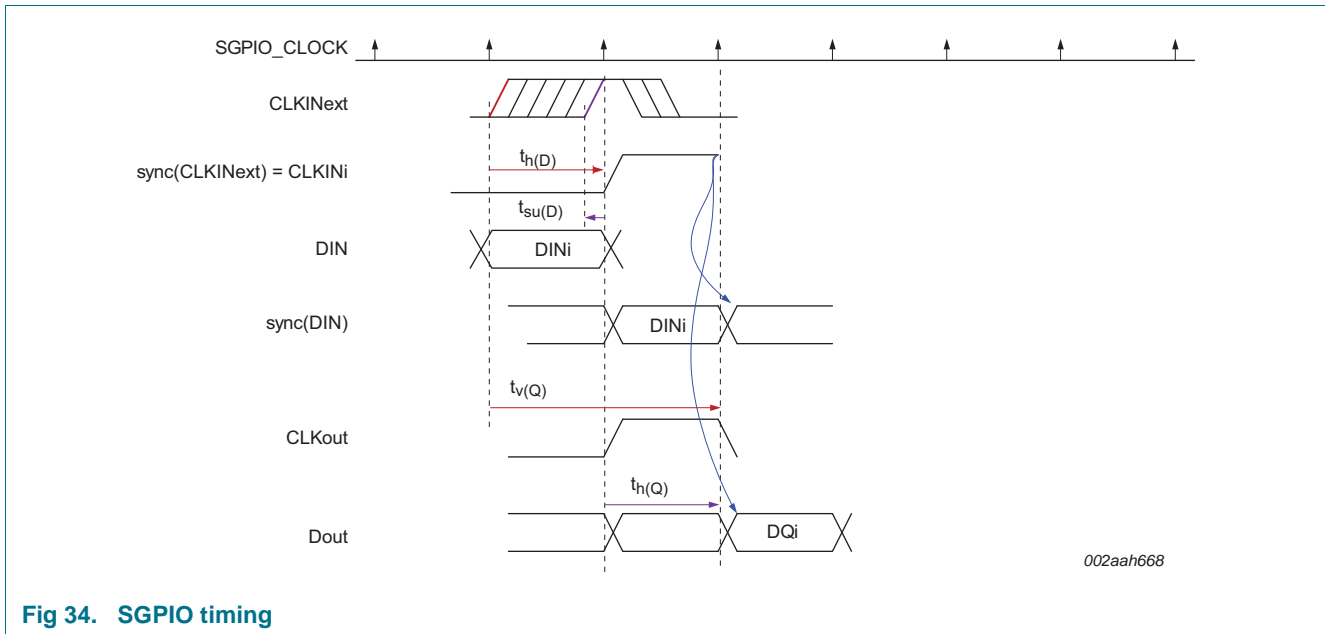 SGPIO_CLOCK
CLKINext
sync(CLKINext) = CLKINi
th(D)
tsu(D)
DIN
DINi
sync(DIN)
DINi
tv(Q)
CLKout
th(Q)
Dout
DQi
002aah668
Fig 34. SGPIO timing